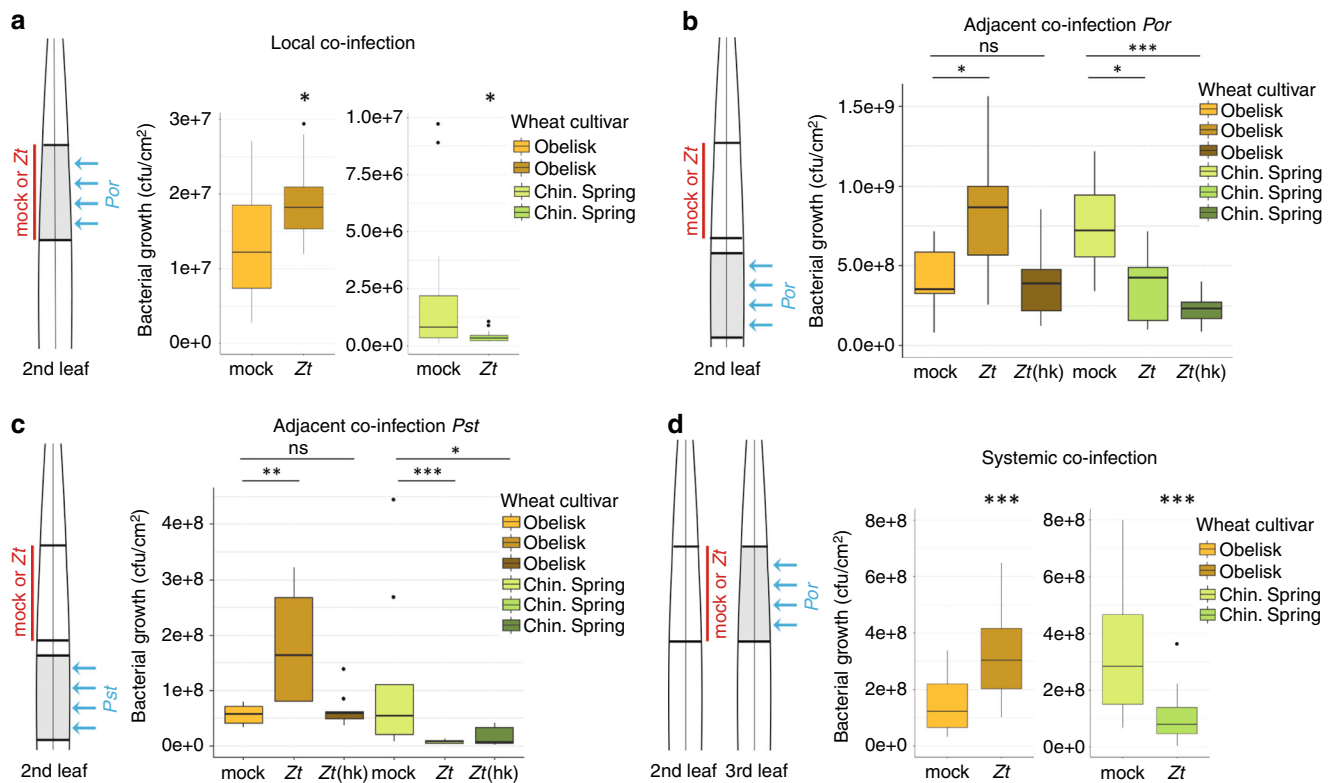 a
Local co-infection
mock or Zt
Por
2nd leaf
Bacterial growth (cfu/cm²)
3e+7
2e+7
1e+7
0e+0
*
mock
Zt
1.0e+7
8.0e+6
6.0e+6
4.0e+6
2.0e+6
0.0e+0
*
mock
Zt
Wheat cultivar
Obelisk
Obelisk
Chin. Spring
Chin. Spring
b
Adjacent co-infection Por
mock or Zt
Por
2nd leaf
Bacterial growth (cfu/cm²)
1.5e+9
1.0e+9
5.0e+8
0.0e+0
ns
*
***
*
mock
Zt
Zt(hk)
mock
Zt
Zt(hk)
Wheat cultivar
Obelisk
Obelisk
Obelisk
Chin. Spring
Chin. Spring
Chin. Spring
c
Adjacent co-infection Pst
mock or Zt
Pst
2nd leaf
Bacterial growth (cfu/cm²)
4e+8
3e+8
2e+8
1e+8
0e+0
ns
**
*
***
mock
Zt
Zt(hk)
mock
Zt
Zt(hk)
Wheat cultivar
Obelisk
Obelisk
Obelisk
Chin. Spring
Chin. Spring
Chin. Spring
d
Systemic co-infection
mock or Zt
Por
2nd leaf
3rd leaf
Bacterial growth (cfu/cm²)
8e+8
6e+8
4e+8
2e+8
0e+0
***
mock
Zt
8e+8
6e+8
4e+8
2e+8
0e+0
***
mock
Zt
Wheat cultivar
Obelisk
Obelisk
Chin. Spring
Chin. Spring